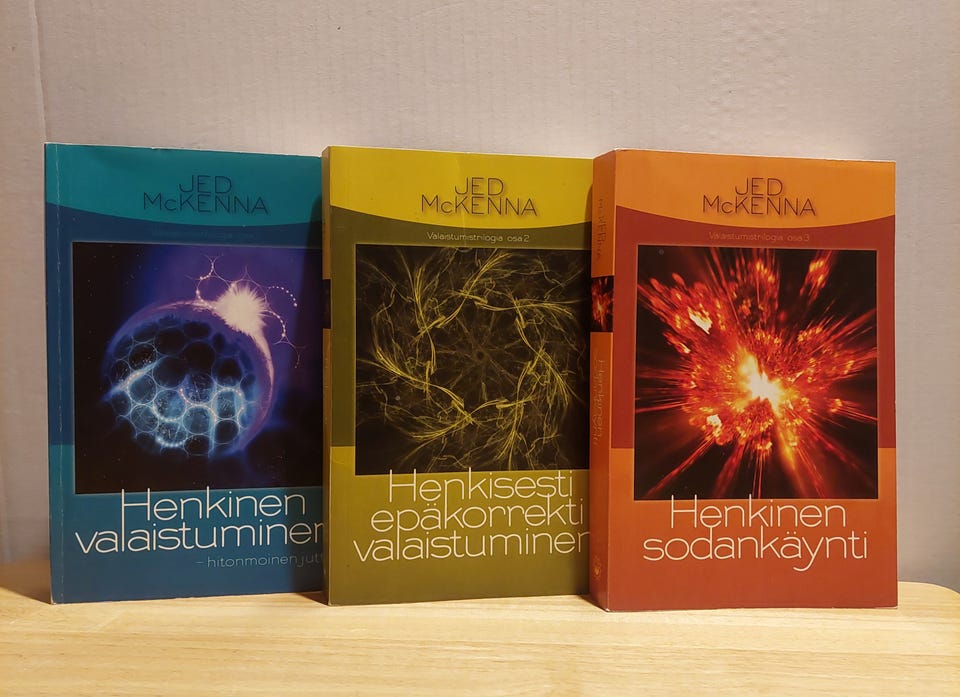 JED
McKENNA
Henkinen
valaistuminen
– hitonmoinen jutt
JED
McKENNA
Valaistumistrilogia osa 2
Henkisesti
epäkorrekti
valaistuminen
JED
McKENNA
Valaistumistrilogia osa 3
Henkinen
sodankäynti